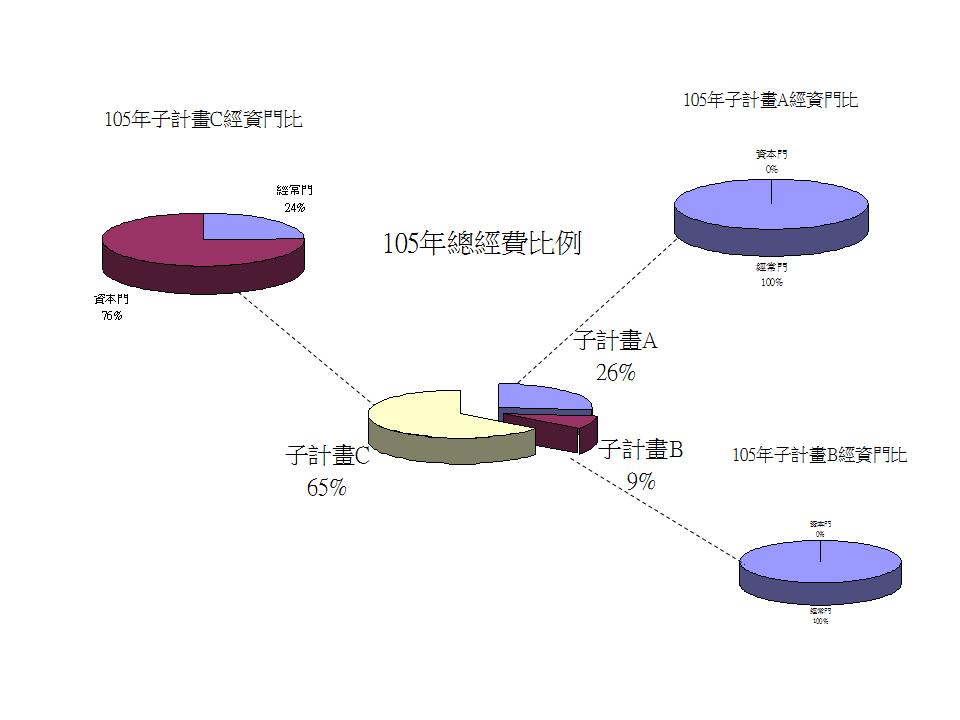 105年子計畫C經資門比
經常門
24%
資本門
76%
105年總經費比例
105年子計畫A經資門比
資本門
0%
經常門
100%
子計畫A
26%
子計畫B
9%
子計畫C
65%
105年子計畫B經資門比
資本門
0%
經常門
100%